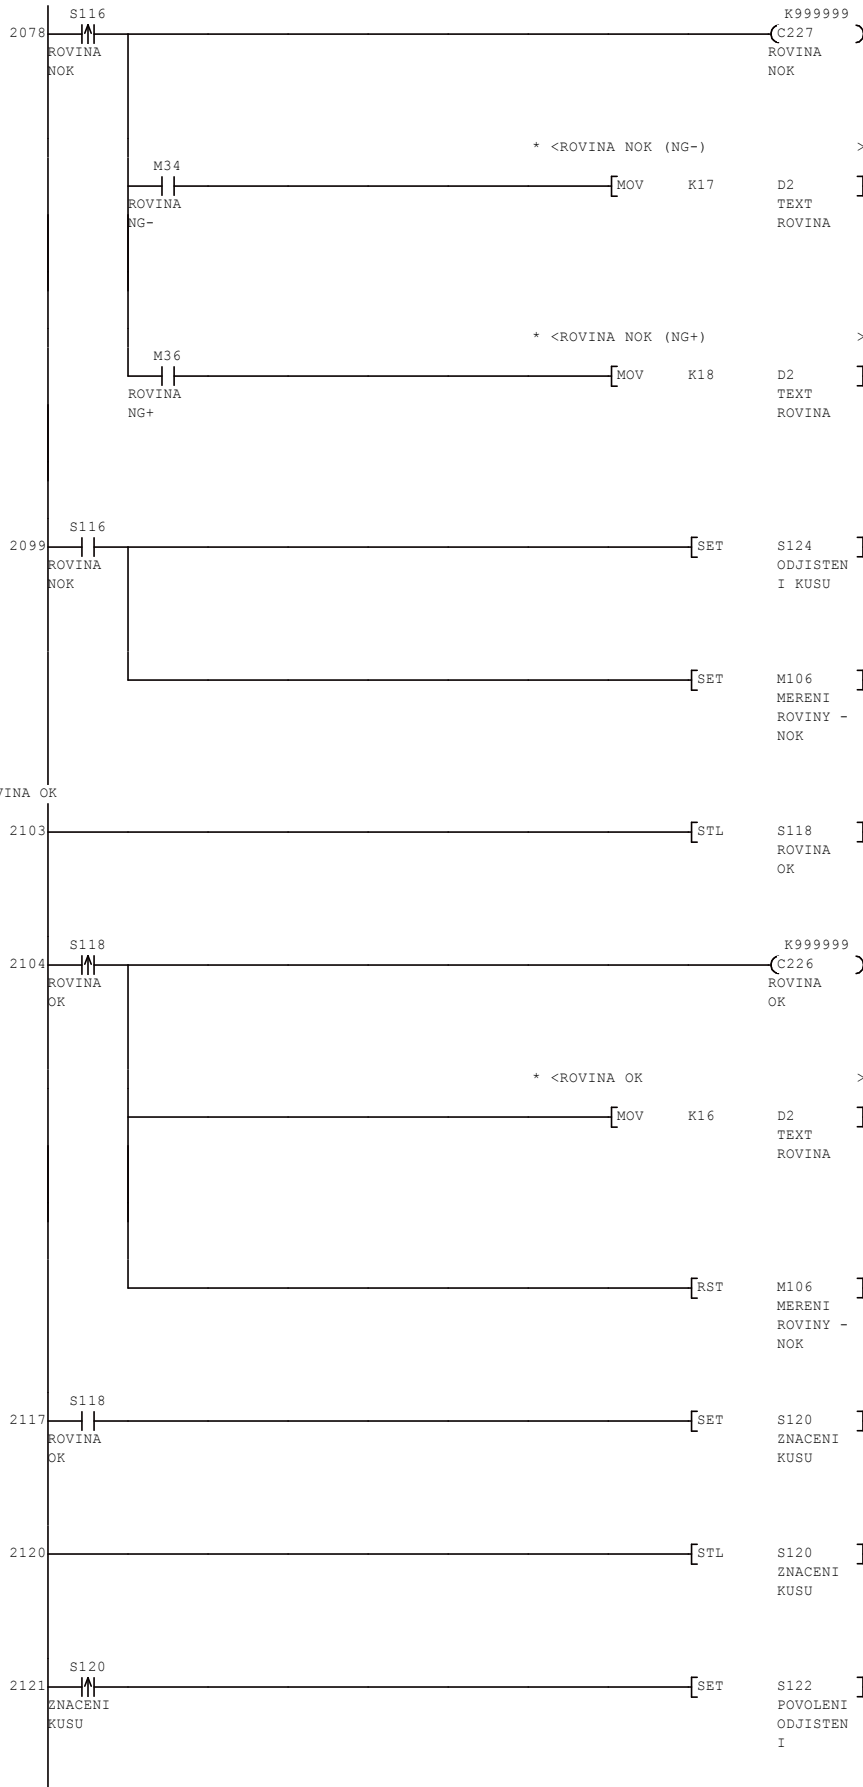 S116 K999999
2078 C227
ROVINA ROVINA
NOK NOK
* <ROVINA NOK (NG-) >
M34
MOV K17 D2
ROVINA TEXT
NG- ROVINA
* <ROVINA NOK (NG+) >
M36
MOV K18 D2
ROVINA TEXT
NG+ ROVINA
S116
2099 SET S124
ROVINA ODJISTEN
NOK I KUSU
SET M106
MERENI
ROVINY -
NOK
VINA OK
2103 STL S118
ROVINA
OK
S118 K999999
2104 C226
ROVINA ROVINA
OK OK
* <ROVINA OK >
MOV K16 D2
TEXT
ROVINA
RST M106
MERENI
ROVINY -
NOK
S118
2117 SET S120
ROVINA ZNACENI
OK KUSU
2120 STL S120
ZNACENI
KUSU
S120
2121 SET S122
ZNACENI POVOLENI
KUSU ODJISTEN
I